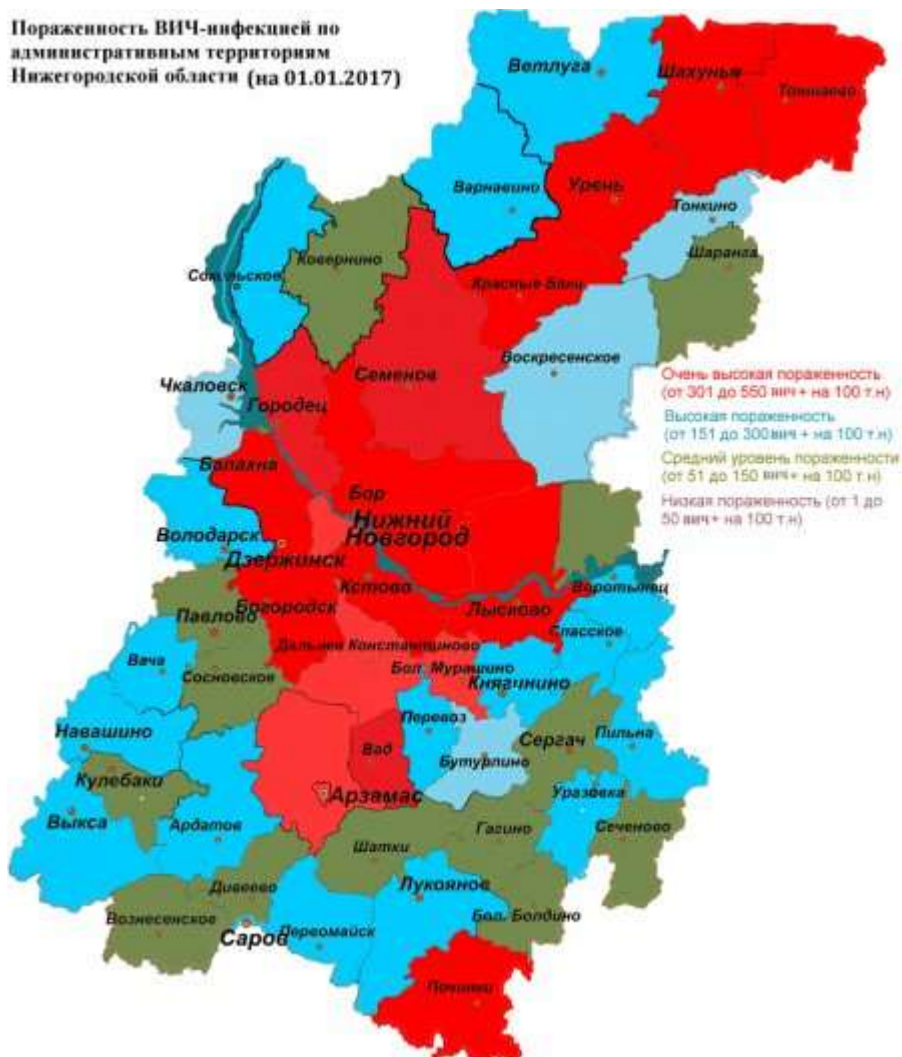 Пораженность ВИЧ-инфекцией по
административным территориям
Нижегородской области (на 01.01.2017)
Ветлуга
Шахунья
Тоншаево
Варнавино
Урень
Тонкино
Шаранга
Ковернино
Сокольское
Красные Баки
Воскресенское
Семенов
Чкаловск
Городец
Очень высокая пораженность
(от 301 до 550 вич+ на 100 т.н)
Высокая пораженность
(от 151 до 300 вич + на 100 т.н)
Средний уровень пораженности
(от 51 до 150 вич+ на 100 т.н)
Низкая пораженность (от 1 до
50 вич+ на 100 т.н)
Балахна
Бор
Нижний
Новгород
Володарск
Дзержинск
Кстово
Воротынец
Богородск
Лысково
Павлово
Спасское
Дальнее Константиново
Вача
Бол. Мурашино
Сосновское
Княгинино
Перевоз
Навашино
Вад
Сергач
Пильна
Бутурлино
Кулебаки
Арзамас
Уразовка
Выкса
Ардатов
Гагино
Сеченово
Шатки
Дивеево
Лукоянов
Вознесенское
Бол. Болдино
Саров
Первомайск
Починки